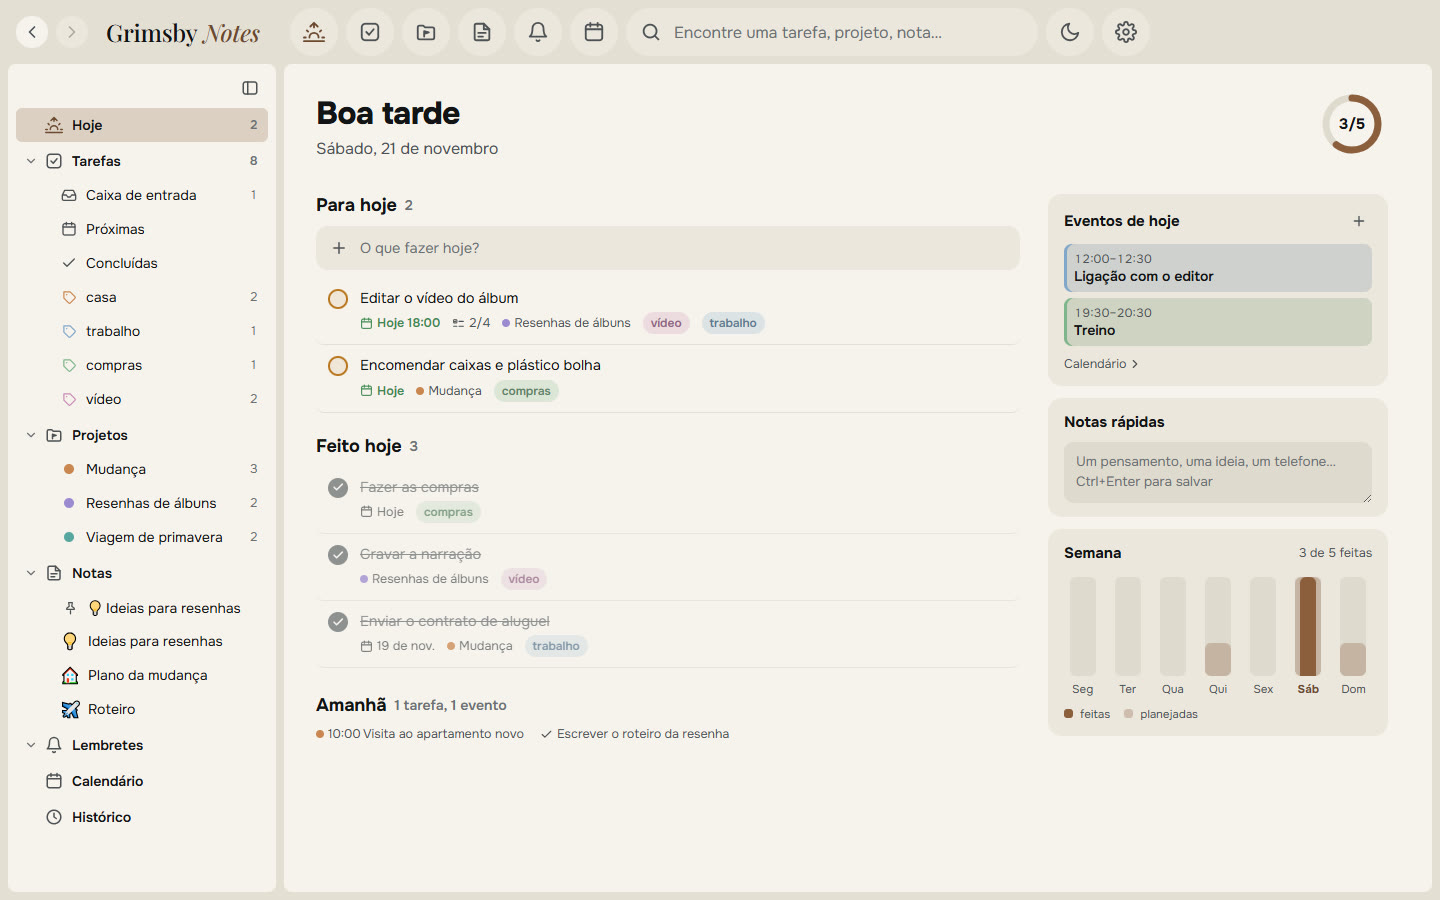 Grimsby Notes
Encontre uma tarefa, projeto, nota...
Hoje 2
Tarefas 8
Caixa de entrada 1
Próximas
Concluídas
casa 2
trabalho 1
compras 1
vídeo 2
Projetos
Mudança 3
Resenhas de álbuns 2
Viagem de primavera 2
Notas
Ideias para resenhas
Ideias para resenhas
Plano da mudança
Roteiro
Lembretes
Calendário
Histórico
Boa tarde
Sábado, 21 de novembro
3/5
Para hoje 2
O que fazer hoje?
Editar o vídeo do álbum
Hoje 18:00 2/4 Resenhas de álbuns vídeo trabalho
Encomendar caixas e plástico bolha
Hoje Mudança compras
Feito hoje 3
Fazer as compras
Hoje compras
Gravar a narração
Resenhas de álbuns vídeo
Enviar o contrato de aluguel
19 de nov. Mudança trabalho
Amanhã 1 tarefa, 1 evento
10:00 Visita ao apartamento novo Escrever o roteiro da resenha
Eventos de hoje
12:00–12:30
Ligação com o editor
19:30–20:30
Treino
Calendário
Notas rápidas
Um pensamento, uma ideia, um telefone...
Ctrl+Enter para salvar
Semana 3 de 5 feitas
Seg Ter Qua Qui Sex Sáb Dom
feitas planejadas